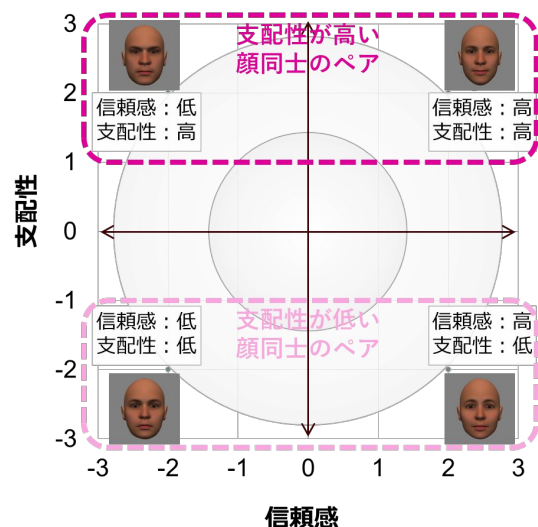 3
支配性が高い
顔同士のペア
2
信頼感：低
支配性：高
信頼感：高
支配性：高
1
支配性
0
-1
信頼感：低
支配性：低
支配性が低い
顔同士のペア
信頼感：高
支配性：低
-2
-3
-3 -2 -1 0 1 2 3
信頼感